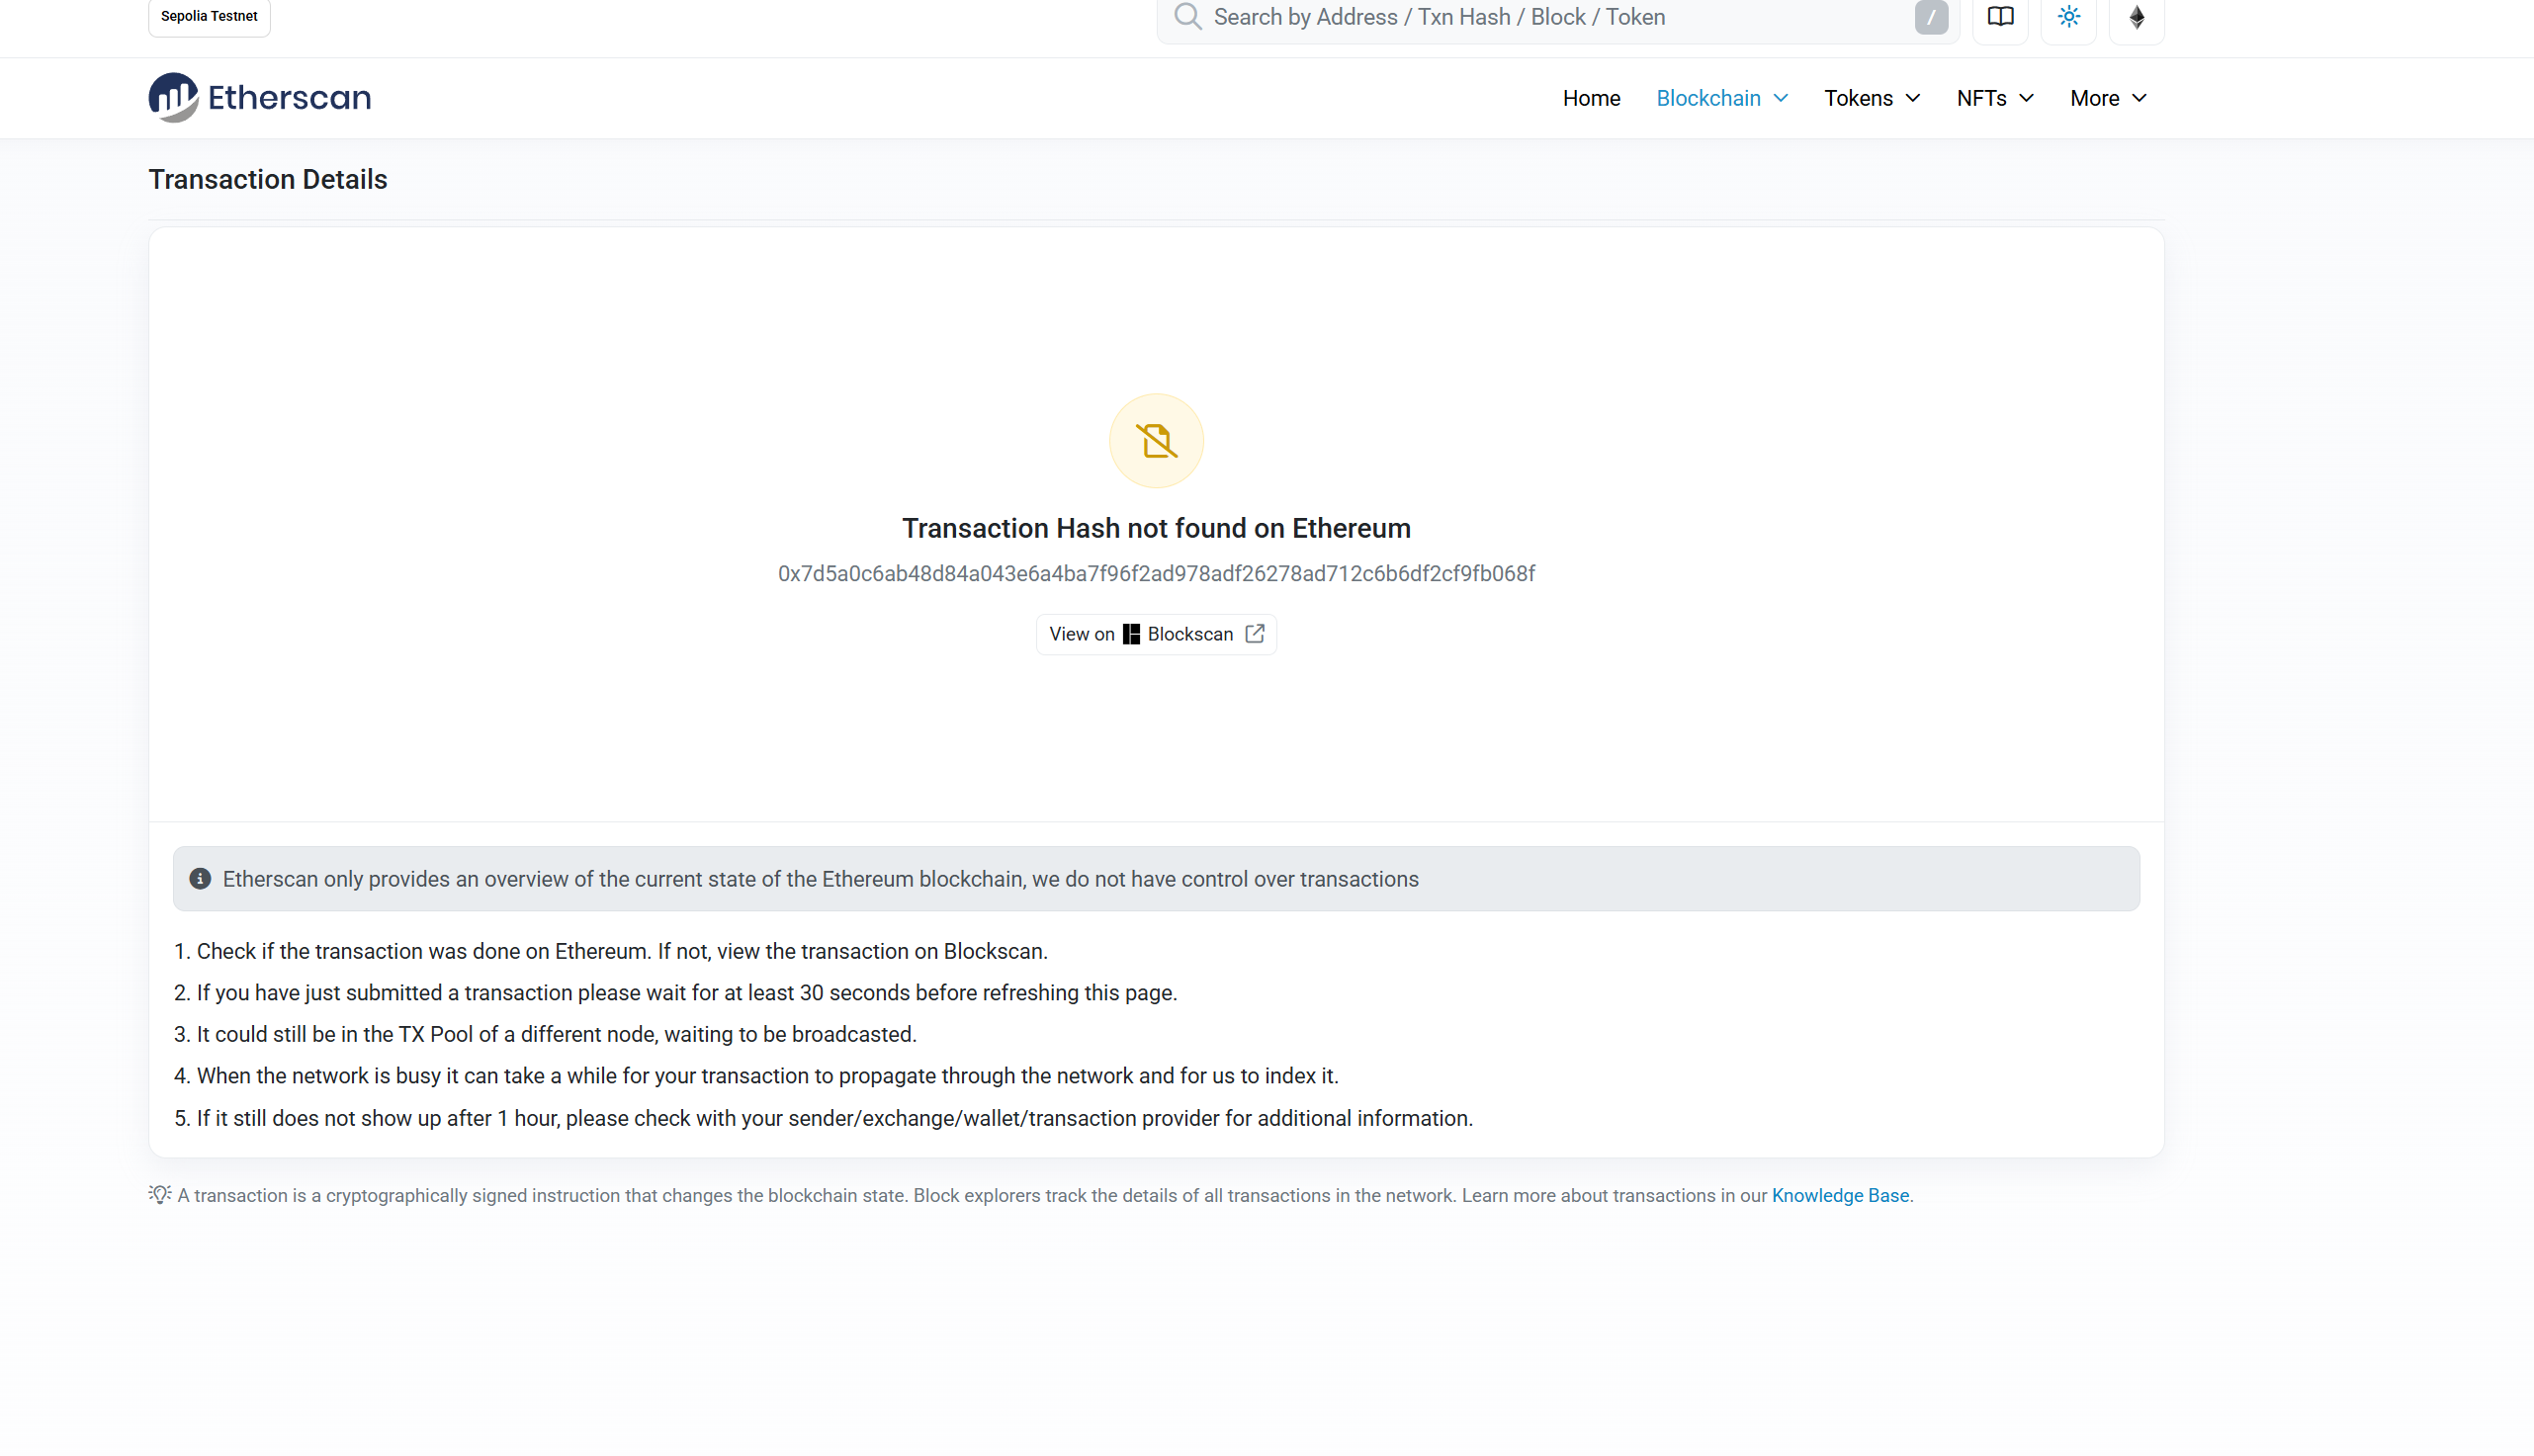 Sepolia Testnet
Search by Address / Txn Hash / Block / Token
/
Etherscan
Home
Blockchain
Tokens
NFTs
More
Transaction Details
Transaction Hash not found on Ethereum
0x7d5a0c6ab48d84a043e6a4ba7f96f2ad978adf26278ad712c6b6df2cf9fb068f
View on Blockscan
Etherscan only provides an overview of the current state of the Ethereum blockchain, we do not have control over transactions
1. Check if the transaction was done on Ethereum. If not, view the transaction on Blockscan.
2. If you have just submitted a transaction please wait for at least 30 seconds before refreshing this page.
3. It could still be in the TX Pool of a different node, waiting to be broadcasted.
4. When the network is busy it can take a while for your transaction to propagate through the network and for us to index it.
5. If it still does not show up after 1 hour, please check with your sender/exchange/wallet/transaction provider for additional information.
A transaction is a cryptographically signed instruction that changes the blockchain state. Block explorers track the details of all transactions in the network. Learn more about transactions in our Knowledge Base.